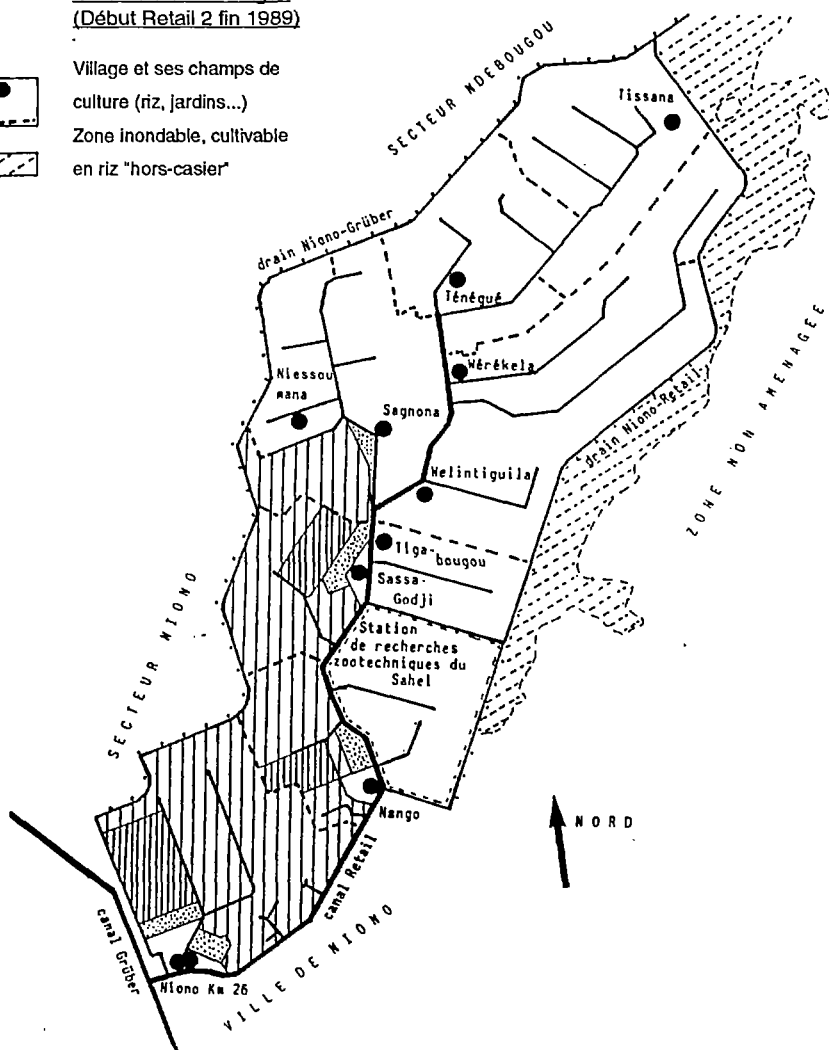 (Début Retail 2 fin 1989)
Village et ses champs de
culture (riz, jardins...)
Zone inondable, cultivable
en riz "hors-casier"
SECTEUR NDEBOUGOU
Tissana
drain Niono-Grüber
Ténégué
Wérékela
Niessou
mana
Sagnona
drain Niono-Retail
ZONE NON AMENAGEE
Welintiguila
Tiga-
bougou
Sassa-
Godji
Station
de recherches
zootechniques du
Sahel
SECTEUR NIONO
Nango
NORD
canal Retail
canal Grüber
Niono Km 26
VILLE DE NIONO